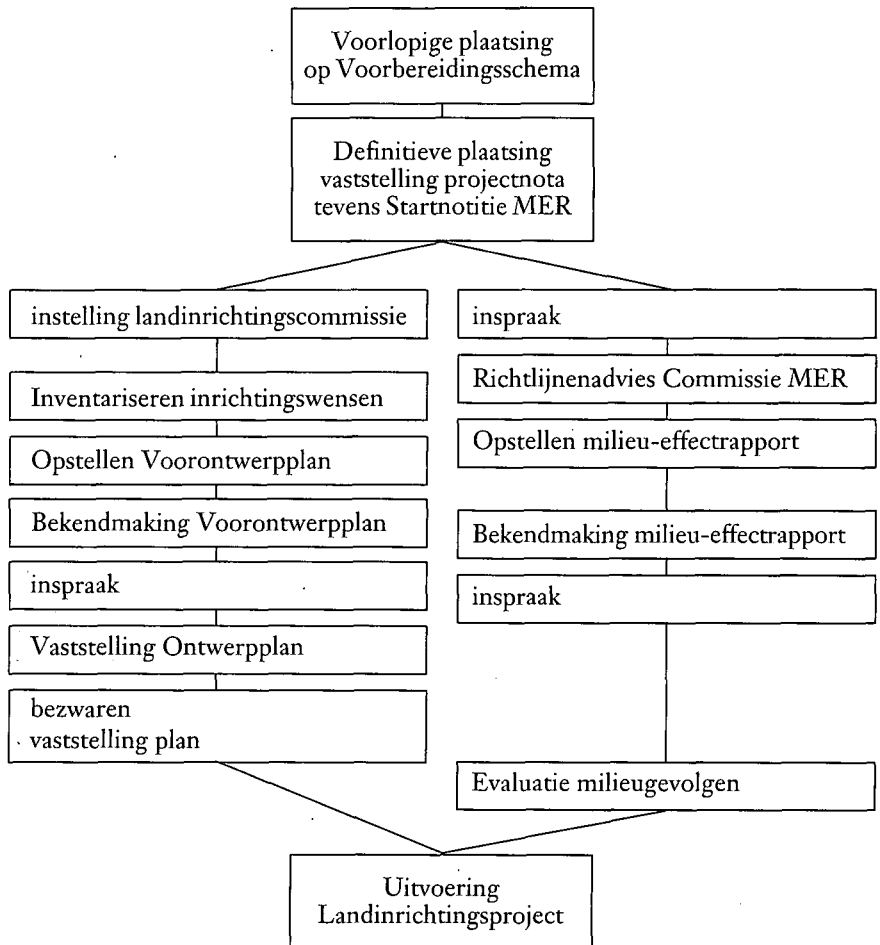 Voorlopige plaatsing
op Voorbereidingsschema
Definitieve plaatsing
vaststelling projectnota
tevens Startnotitie MER
instelling landinrichtingscommissie
Inventariseren inrichtingswensen
Opstellen Voorontwerpplan
Bekendmaking Voorontwerpplan
inspraak
Vaststelling Ontwerpplan
bezwaren
vaststelling plan
inspraak
Richtlijnenadvies Commissie MER
Opstellen milieu-effectrapport
Bekendmaking milieu-effectrapport
inspraak
Evaluatie milieugevolgen
Uitvoering
Landinrichtingsproject